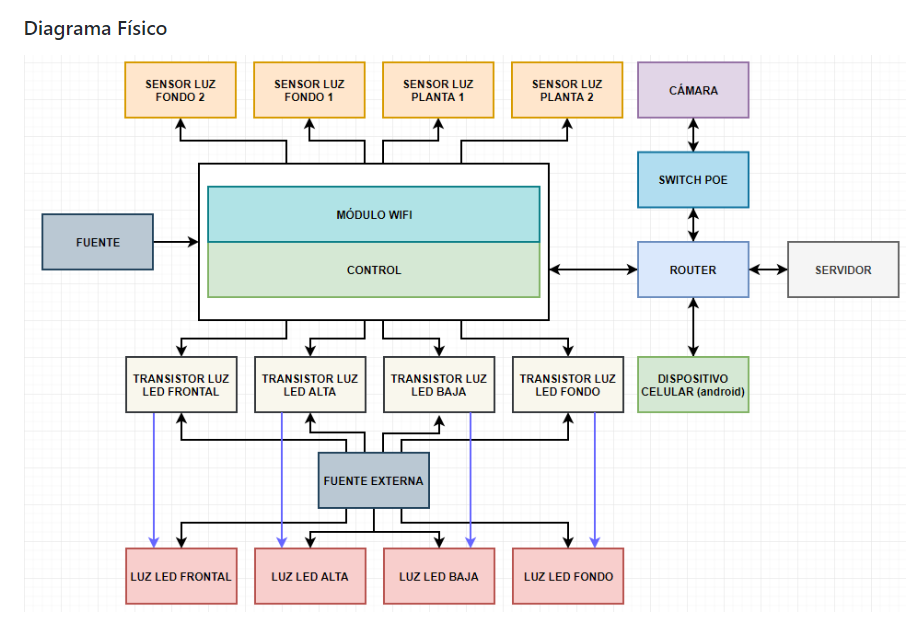 Diagrama Físico
SENSOR LUZ
FONDO 2
SENSOR LUZ
FONDO 1
SENSOR LUZ
PLANTA 1
SENSOR LUZ
PLANTA 2
CÁMARA
SWITCH POE
MÓDULO WIFI
FUENTE
CONTROL
ROUTER
SERVIDOR
TRANSISTOR LUZ
LED FRONTAL
TRANSISTOR LUZ
LED ALTA
TRANSISTOR LUZ
LED BAJA
TRANSISTOR LUZ
LED FONDO
DISPOSITIVO
CELULAR (android)
FUENTE EXTERNA
LUZ LED FRONTAL
LUZ LED ALTA
LUZ LED BAJA
LUZ LED FONDO